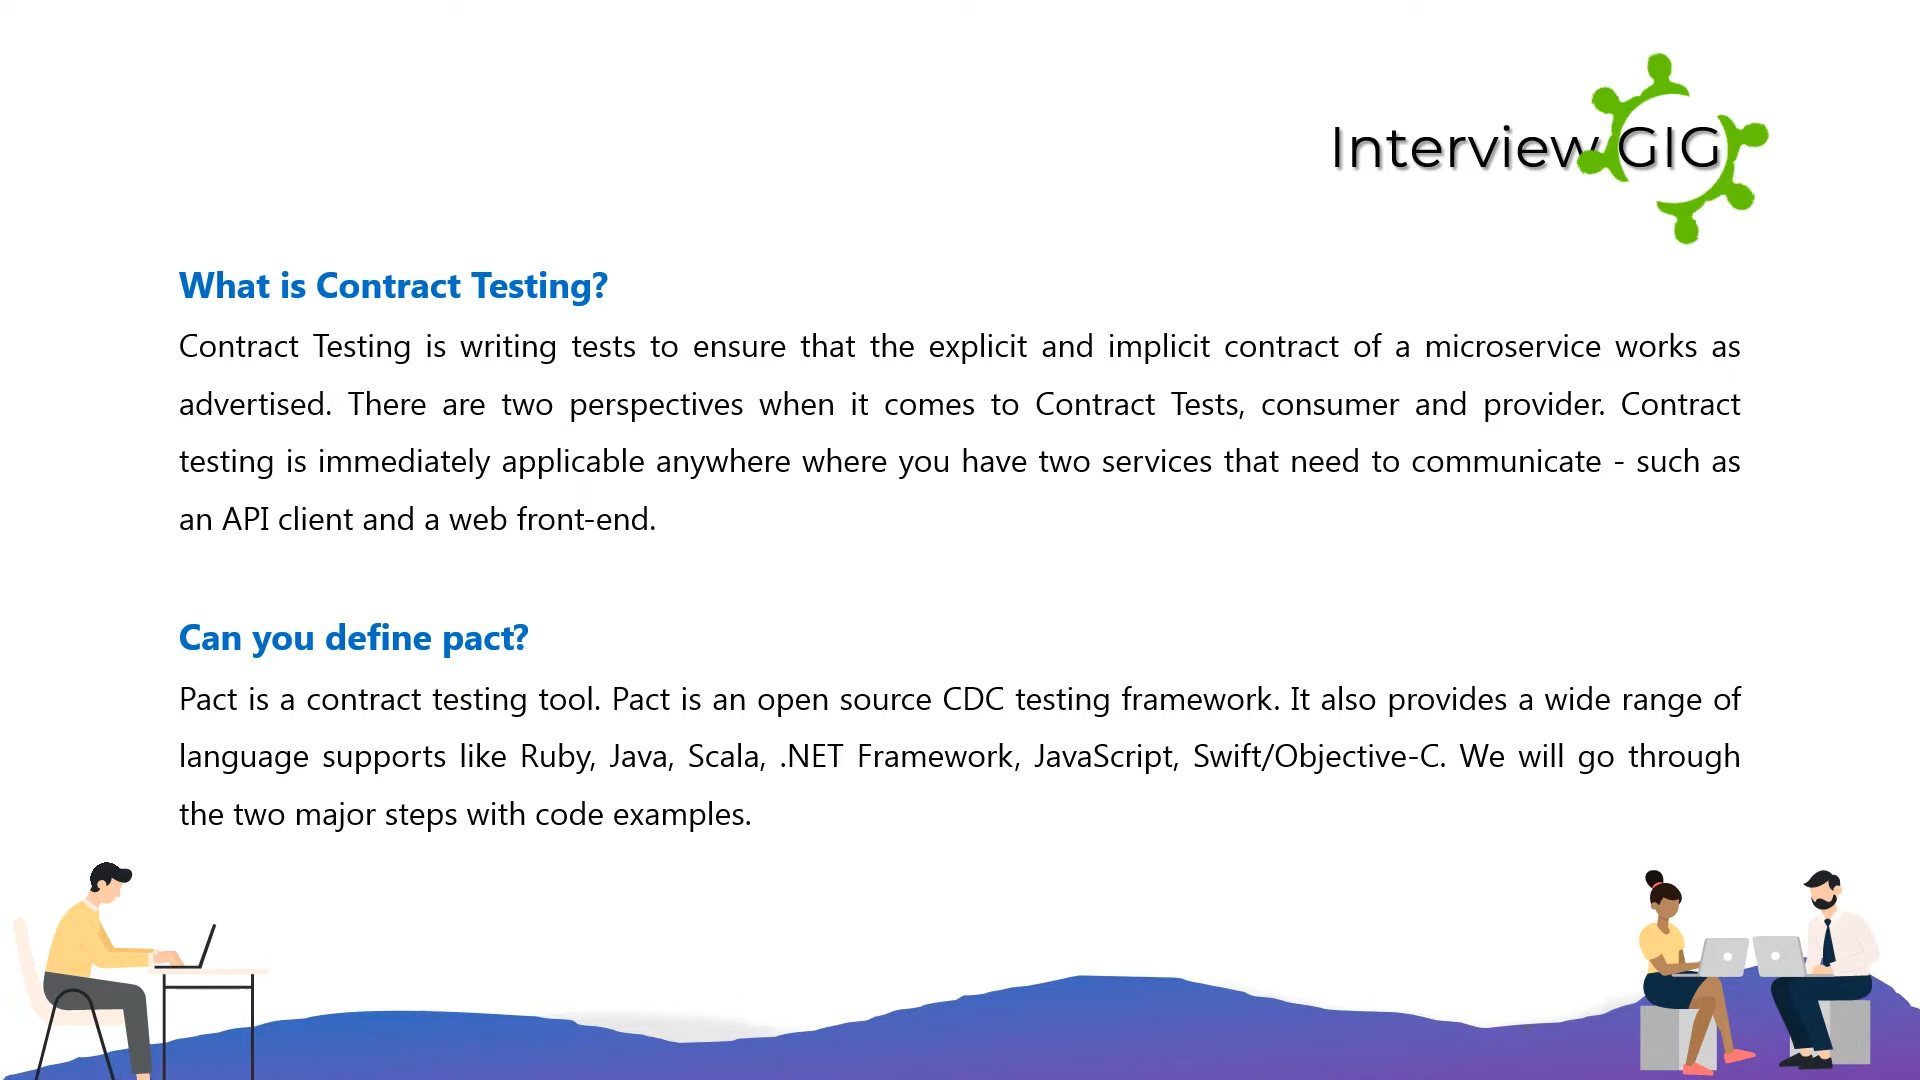 Interview GIG
What is Contract Testing?
Contract Testing is writing tests to ensure that the explicit and implicit contract of a microservice works as
advertised. There are two perspectives when it comes to Contract Tests, consumer and provider. Contract
testing is immediately applicable anywhere where you have two services that need to communicate - such as
an API client and a web front-end.
Can you define pact?
Pact is a contract testing tool. Pact is an open source CDC testing framework. It also provides a wide range of
language supports like Ruby, Java, Scala, .NET Framework, JavaScript, Swift/Objective-C. We will go through
the two major steps with code examples.